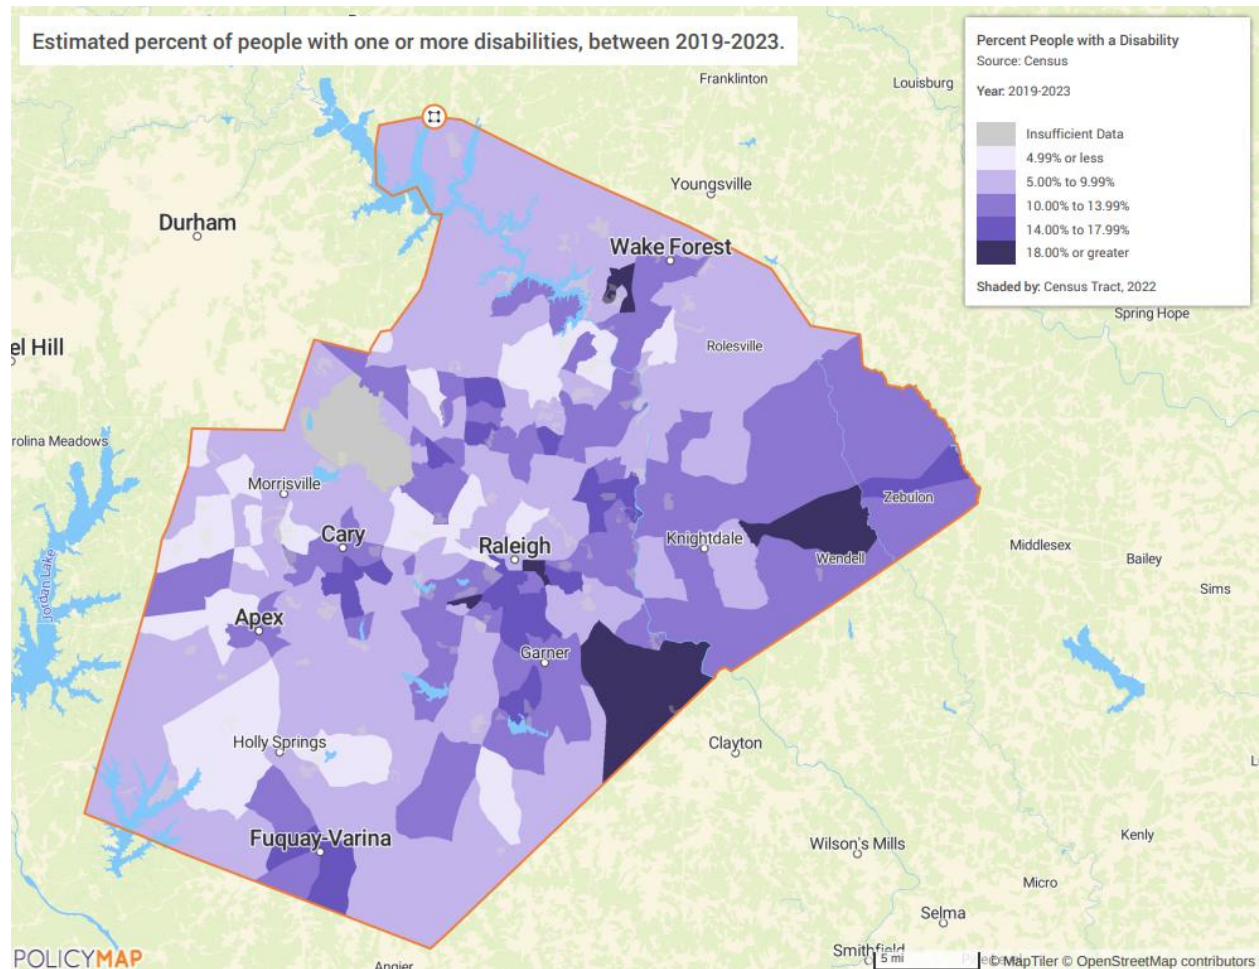 Estimated percent of people with one or more disabilities, between 2019-2023.
Percent People with a Disability
Source: Census
Year: 2019-2023
Insufficient Data
4.99% or less
5.00% to 9.99%
10.00% to 13.99%
14.00% to 17.99%
18.00% or greater
Shaded by: Census Tract, 2022
Franklinton
Louisburg
Youngsville
Durham
Wake Forest
Spring Hope
el Hill
Rolesville
rolina Meadows
Morrisville
Zebulon
Cary
Raleigh
Knightdale
Middlesex
Wendell
Bailey
Jordan Lake
Sims
Apex
Garner
Holly Springs
Clayton
Fuquay-Varina
Wilson's Mills
Kenly
Micro
Selma
Smithfield
POLICYMAP
Angier
5 mi
© MapTiler © OpenStreetMap contributors